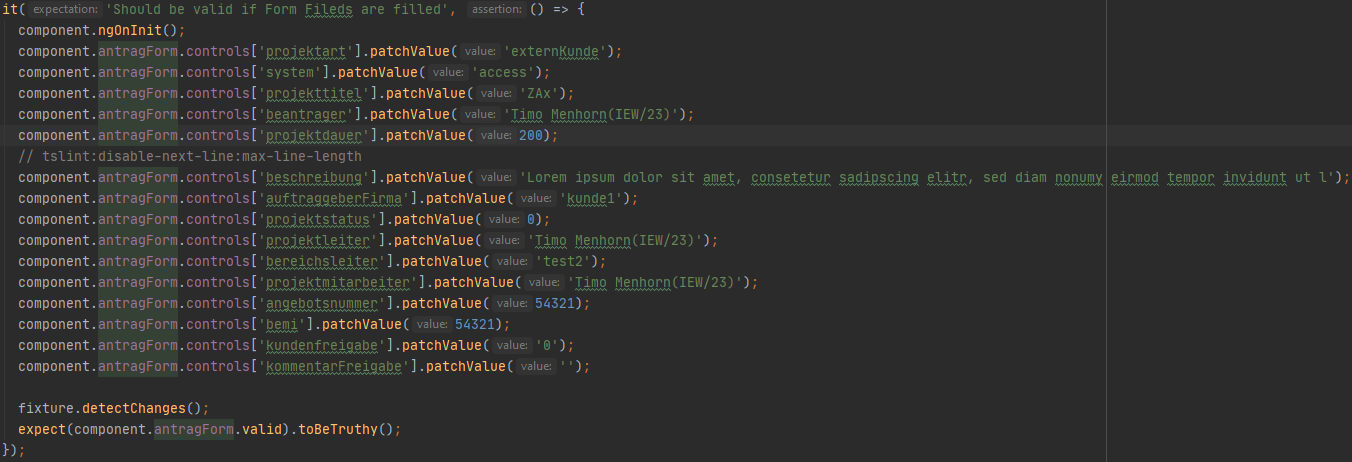 it( expectation: 'Should be valid if Form Fileds are filled', assertion: () => {
component.ngOnInit();
component.antragForm.controls['projektart'].patchValue( value: 'externKunde');
component.antragForm.controls['system'].patchValue( value: 'access');
component.antragForm.controls['projekttitel'].patchValue( value: 'ZAx');
component.antragForm.controls['beantrager'].patchValue( value: 'Timo Menhorn(IEW/23)');
component.antragForm.controls['projektdauer'].patchValue( value: 200);
// tslint:disable-next-line:max-line-length
component.antragForm.controls['beschreibung'].patchValue( value: 'Lorem ipsum dolor sit amet, consetetur sadipscing elitr, sed diam nonumy eirmod tempor invidunt ut l');
component.antragForm.controls['auftraggeberFirma'].patchValue( value: 'kunde1');
component.antragForm.controls['projektstatus'].patchValue( value: 0);
component.antragForm.controls['projektleiter'].patchValue( value: 'Timo Menhorn(IEW/23)');
component.antragForm.controls['bereichsleiter'].patchValue( value: 'test2');
component.antragForm.controls['projektmitarbeiter'].patchValue( value: 'Timo Menhorn(IEW/23)');
component.antragForm.controls['angebotsnummer'].patchValue( value: 54321);
component.antragForm.controls['bemi'].patchValue( value: 54321);
component.antragForm.controls['kundenfreigabe'].patchValue( value: '0');
component.antragForm.controls['kommentarFreigabe'].patchValue( value: '');
fixture.detectChanges();
expect(component.antragForm.valid).toBeTruthy();
});